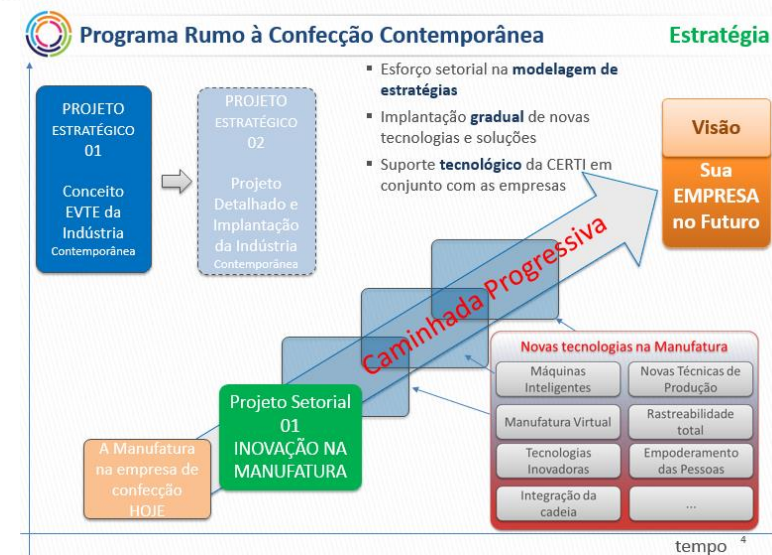 Programa Rumo à Confecção Contemporânea
Estratégia
PROJETO
ESTRATÉGICO
01
Conceito
EVTE da
Indústria
Contemporânea
PROJETO
ESTRATÉGICO
02
Projeto
Detalhado e
Implantação
da Indústria
Contemporânea
▪ Esforço setorial na modelagem de
estratégias
▪ Implantação gradual de novas
tecnologias e soluções
▪ Suporte tecnológico da CERTI em
conjunto com as empresas
Visão
Sua
EMPRESA
no Futuro
Caminhada Progressiva
Projeto Setorial
01
INOVAÇÃO NA
MANUFATURA
A Manufatura
na empresa de
confecção
HOJE
Novas tecnologias na Manufatura
Máquinas
Inteligentes
Novas Técnicas de
Produção
Manufatura Virtual
Rastreabilidade
total
Tecnologias
Inovadoras
Empoderamento
das Pessoas
Integração da
cadeia
...
tempo
4